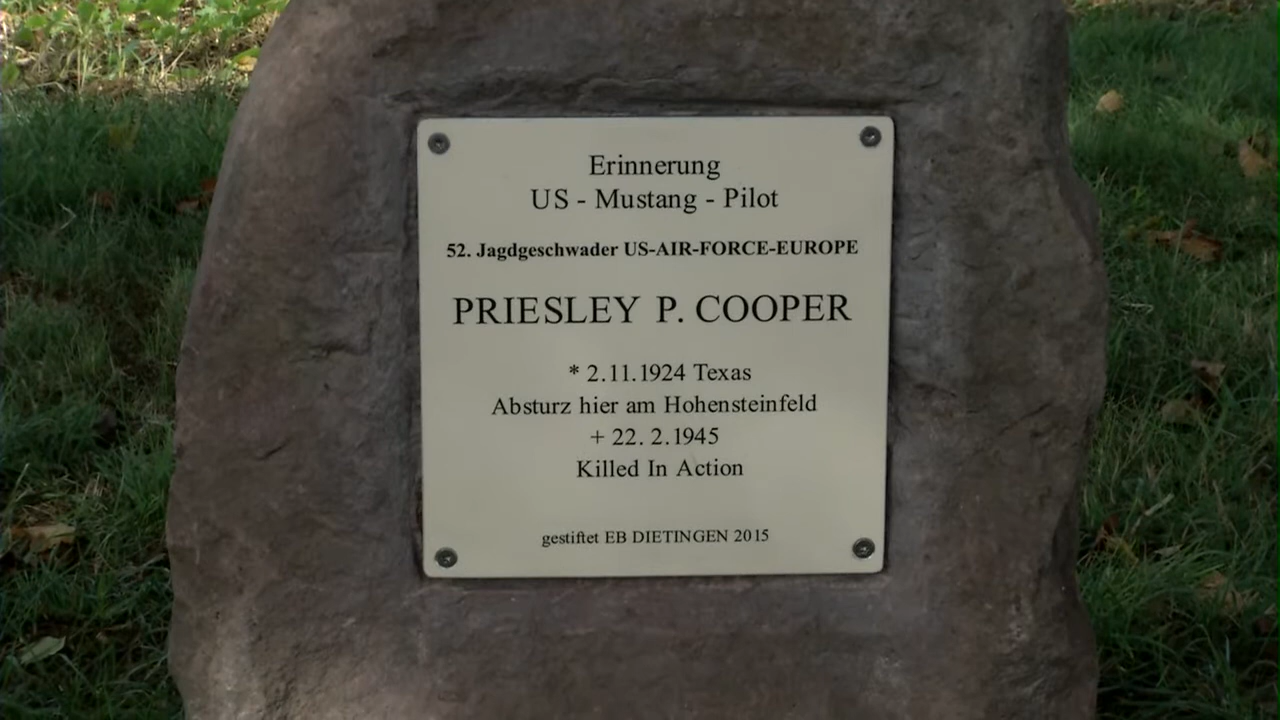 Erinnerung
US - Mustang - Pilot
52. Jagdgeschwader US-AIR-FORCE-EUROPE
PRIESLEY P. COOPER
* 2.11.1924 Texas
Absturz hier am Hohensteinfeld
+ 22. 2.1945
Killed In Action
gestiftet EB DIETINGEN 2015